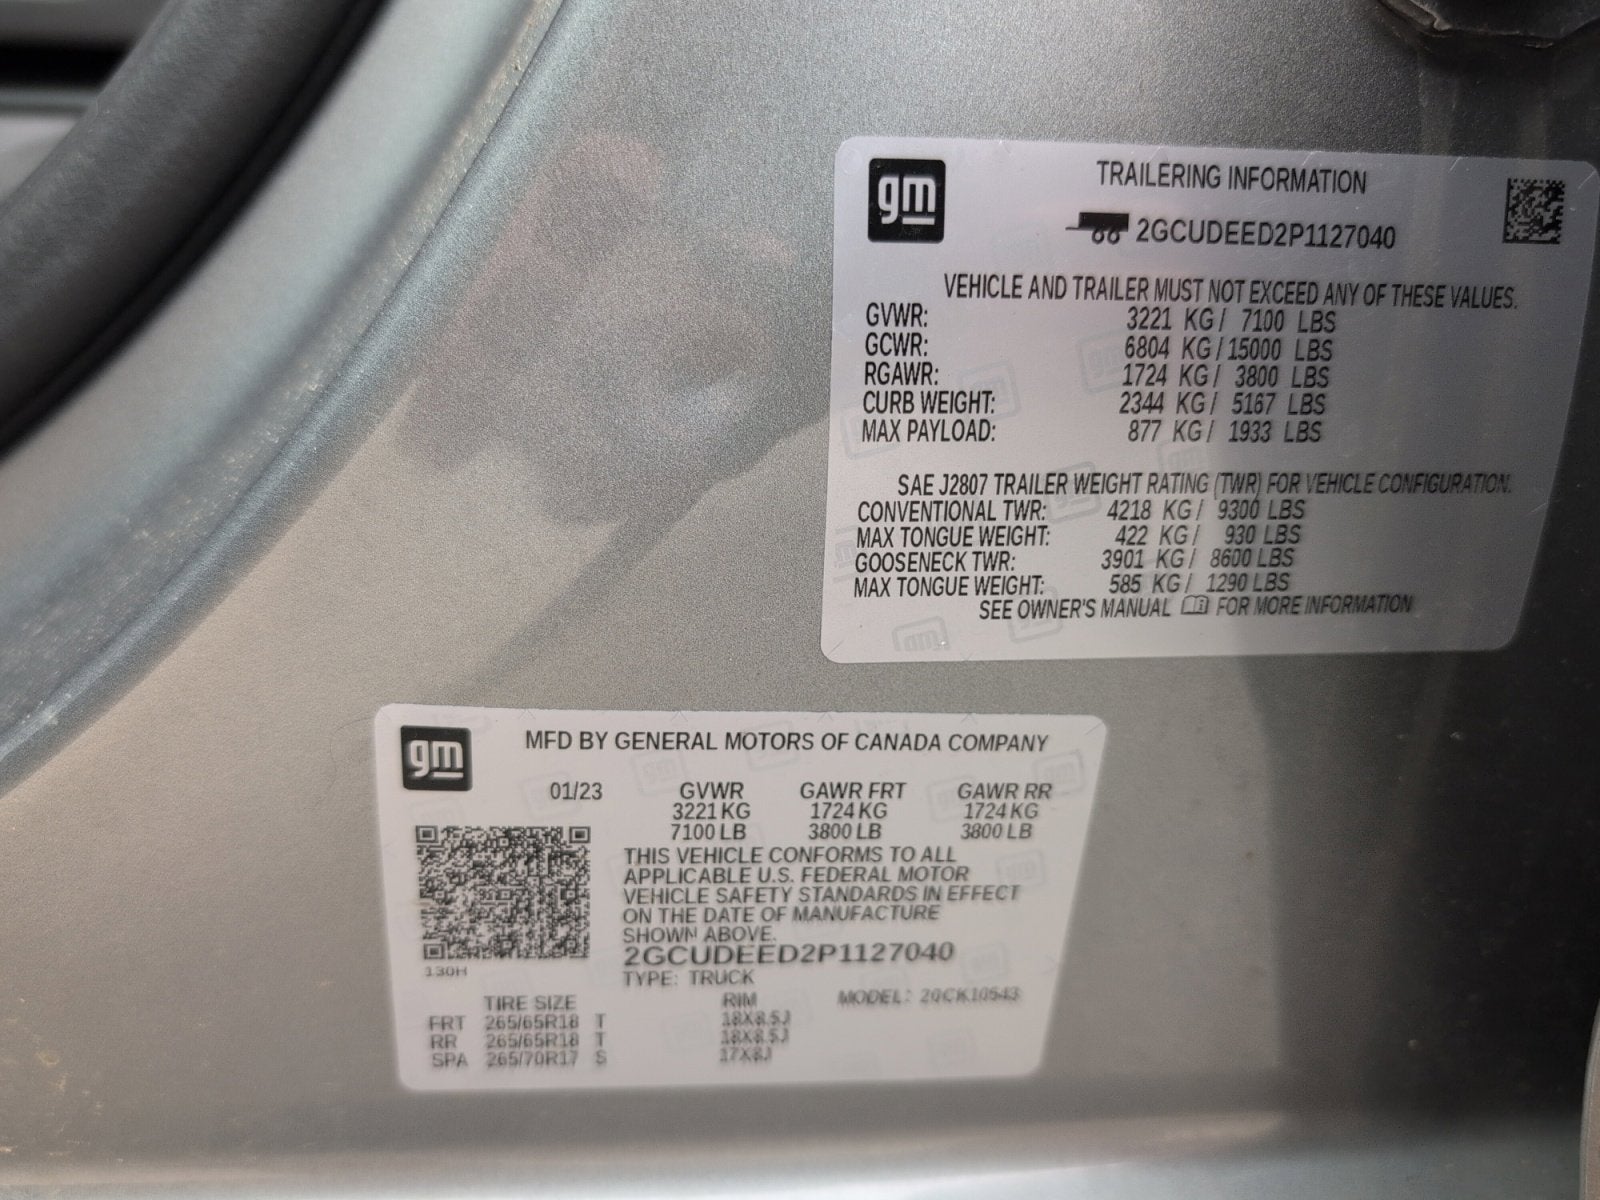 gm
TRAILERING INFORMATION
2GCUDEED2P1127040
VEHICLE AND TRAILER MUST NOT EXCEED ANY OF THESE VALUES.
GVWR: 3221 KG / 7100 LBS
GCWR: 6804 KG / 15000 LBS
RGAWR: 1724 KG / 3800 LBS
CURB WEIGHT: 2344 KG / 5167 LBS
MAX PAYLOAD: 877 KG / 1933 LBS
SAE J2807 TRAILER WEIGHT RATING (TWR) FOR VEHICLE CONFIGURATION.
CONVENTIONAL TWR: 4218 KG / 9300 LBS
MAX TONGUE WEIGHT: 422 KG / 930 LBS
GOOSENECK TWR: 3901 KG / 8600 LBS
MAX TONGUE WEIGHT: 585 KG / 1290 LBS
SEE OWNER'S MANUAL FOR MORE INFORMATION
gm
MFD BY GENERAL MOTORS OF CANADA COMPANY
01/23 GVWR GAWR FRT GAWR RR
3221 KG 1724 KG 1724 KG
7100 LB 3800 LB 3800 LB
THIS VEHICLE CONFORMS TO ALL
APPLICABLE U.S. FEDERAL MOTOR
VEHICLE SAFETY STANDARDS IN EFFECT
ON THE DATE OF MANUFACTURE
SHOWN ABOVE.
2GCUDEED2P1127040
130H
TYPE: TRUCK
TIRE SIZE RIM MODEL: 20CK10543
FRT 265/65R18 T 18X8.5J
RR 265/65R18 T 18X8.5J
SPA 265/70R17 S 17X8J